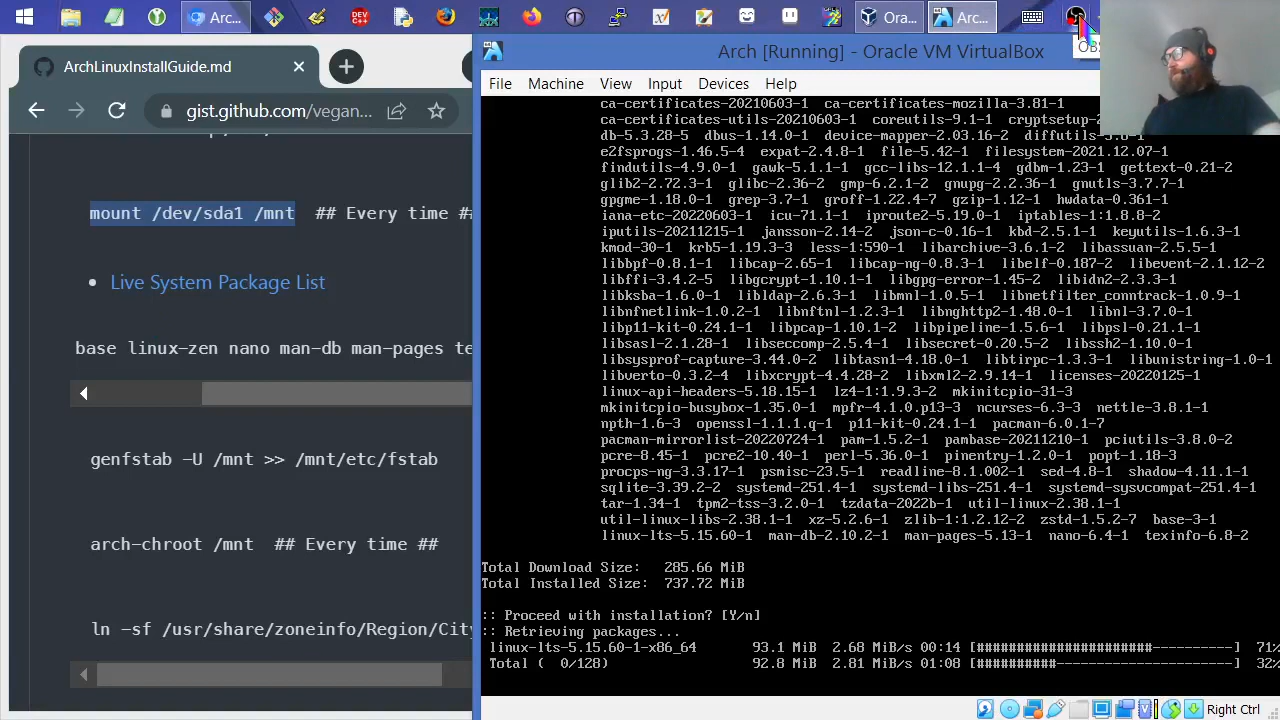 Arc...
Ora...
Arc...
OBS
ArchLinuxInstallGuide.md
gist.github.com/vegan...
mount /dev/sda1 /mnt  ## Every time ##
Live System Package List
base linux-zen nano man-db man-pages te
genfstab -U /mnt >> /mnt/etc/fstab
arch-chroot /mnt  ## Every time ##
ln -sf /usr/share/zoneinfo/Region/City
Arch [Running] - Oracle VM VirtualBox
File Machine View Input Devices Help
ca-certificates-20210603-1 ca-certificates-mozilla-3.81-1
ca-certificates-utils-20210603-1 coreutils-9.1-1 cryptsetup-2
db-5.3.28-5 dbus-1.14.0-1 device-mapper-2.03.16-2 diffutils-3.8-1
e2fsprogs-1.46.5-4 expat-2.4.8-1 file-5.42-1 filesystem-2021.12.07-1
findutils-4.9.0-1 gawk-5.1.1-1 gcc-libs-12.1.1-4 gdbm-1.23-1 gettext-0.21-2
glib2-2.72.3-1 glibc-2.36-2 gmp-6.2.1-2 gnupg-2.2.36-1 gnutls-3.7.7-1
gpgme-1.18.0-1 grep-3.7-1 groff-1.22.4-7 gzip-1.12-1 hwdata-0.361-1
iana-etc-20220603-1 icu-71.1-1 iproute2-5.19.0-1 iptables-1:1.8.8-2
iputils-20211215-1 jansson-2.14-2 json-c-0.16-1 kbd-2.5.1-1 keyutils-1.6.3-1
kmod-30-1 krb5-1.19.3-3 less-1:590-1 libarchive-3.6.1-2 libassuan-2.5.5-1
libbpf-0.8.1-1 libcap-2.65-1 libcap-ng-0.8.3-1 libelf-0.187-2 libevent-2.1.12-2
libffi-3.4.2-5 libgcrypt-1.10.1-1 libgpg-error-1.45-2 libidn2-2.3.3-1
libksba-1.6.0-1 libldap-2.6.3-1 libmnl-1.0.5-1 libnetfilter_conntrack-1.0.9-1
libnfnetlink-1.0.2-1 libnftnl-1.2.3-1 libnghttp2-1.48.0-1 libnl-3.7.0-1
libp11-kit-0.24.1-1 libpcap-1.10.1-2 libpipeline-1.5.6-1 libpsl-0.21.1-1
libsasl-2.1.28-1 libseccomp-2.5.4-1 libsecret-0.20.5-2 libssh2-1.10.0-1
libsysprof-capture-3.44.0-2 libtasn1-4.18.0-1 libtirpc-1.3.3-1 libunistring-1.0-1
libverto-0.3.2-4 libxcrypt-4.4.28-2 libxml2-2.9.14-1 licenses-20220125-1
linux-api-headers-5.18.15-1 lz4-1:1.9.3-2 mkinitcpio-31-3
mkinitcpio-busybox-1.35.0-1 mpfr-4.1.0.p13-3 ncurses-6.3-3 nettle-3.8.1-1
npth-1.6-3 openssl-1.1.1.q-1 p11-kit-0.24.1-1 pacman-6.0.1-7
pacman-mirrorlist-20220724-1 pam-1.5.2-1 pambase-20211210-1 pciutils-3.8.0-2
pcre-8.45-1 pcre2-10.40-1 perl-5.36.0-1 pinentry-1.2.0-1 popt-1.18-3
procps-ng-3.3.17-1 psmisc-23.5-1 readline-8.1.002-1 sed-4.8-1 shadow-4.11.1-1
sqlite-3.39.2-2 systemd-251.4-1 systemd-libs-251.4-1 systemd-sysvcompat-251.4-1
tar-1.34-1 tpm2-tss-3.2.0-1 tzdata-2022b-1 util-linux-2.38.1-1
util-linux-libs-2.38.1-1 xz-5.2.6-1 zlib-1:1.2.12-2 zstd-1.5.2-7 base-3-1
linux-lts-5.15.60-1 man-db-2.10.2-1 man-pages-5.13-1 nano-6.4-1 texinfo-6.8-2
Total Download Size:   285.66 MiB
Total Installed Size:  737.72 MiB
:: Proceed with installation? [Y/n]
:: Retrieving packages...
linux-lts-5.15.60-1-x86_64 93.1 MiB 2.68 MiB/s 00:14 [######################----------] 71%
Total ( 0/128) 92.8 MiB 2.81 MiB/s 01:08 [##########----------------------] 32%
Right Ctrl